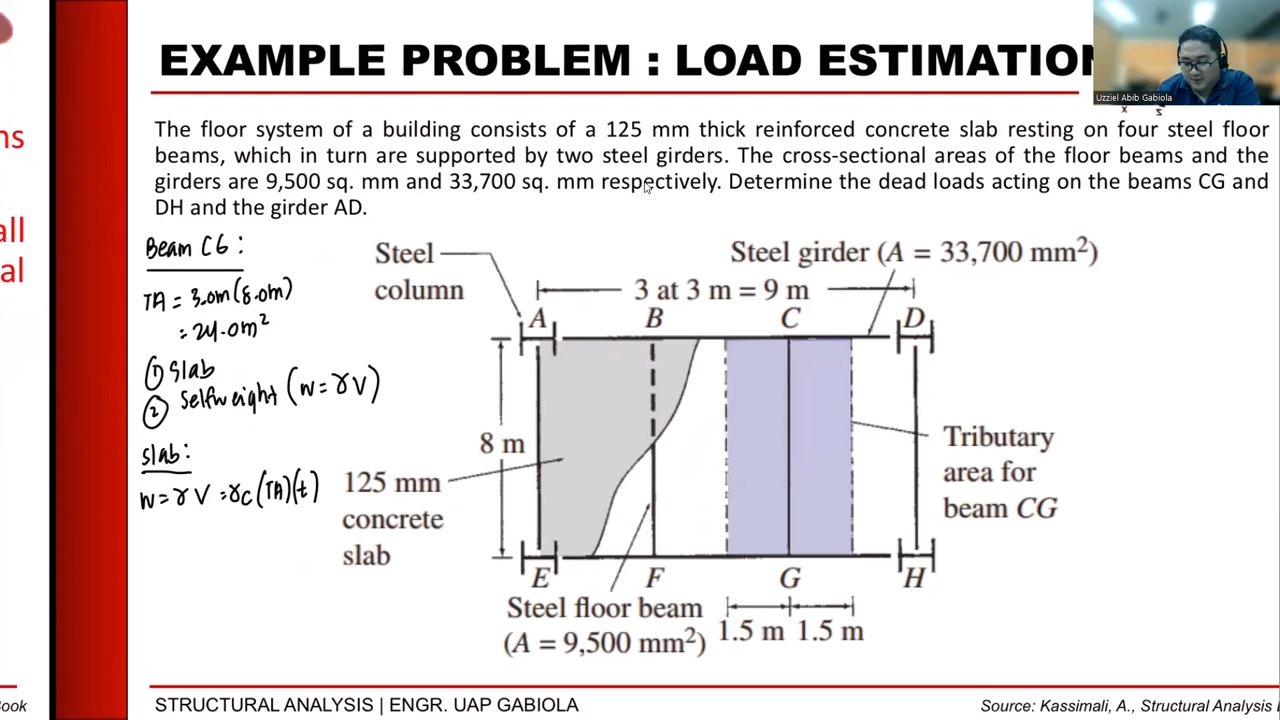 EXAMPLE PROBLEM : LOAD ESTIMATION
Uzziel Abib Gabiola
The floor system of a building consists of a 125 mm thick reinforced concrete slab resting on four steel floor
beams, which in turn are supported by two steel girders. The cross-sectional areas of the floor beams and the
girders are 9,500 sq. mm and 33,700 sq. mm respectively. Determine the dead loads acting on the beams CG and
DH and the girder AD.
ns
all
al
Book
Beam CG :
TA = 3.0m(8.0m)
= 24.0m²
① Slab
② Selfweight (W = γV)
slab:
W = γV = γc(TA)(t)
Steel
column
Steel girder (A = 33,700 mm²)
3 at 3 m = 9 m
A B C D
8 m
125 mm
concrete
slab
Tributary
area for
beam CG
E F G H
Steel floor beam
(A = 9,500 mm²)
1.5 m 1.5 m
STRUCTURAL ANALYSIS | ENGR. UAP GABIOLA
Source: Kassimali, A., Structural Analysis